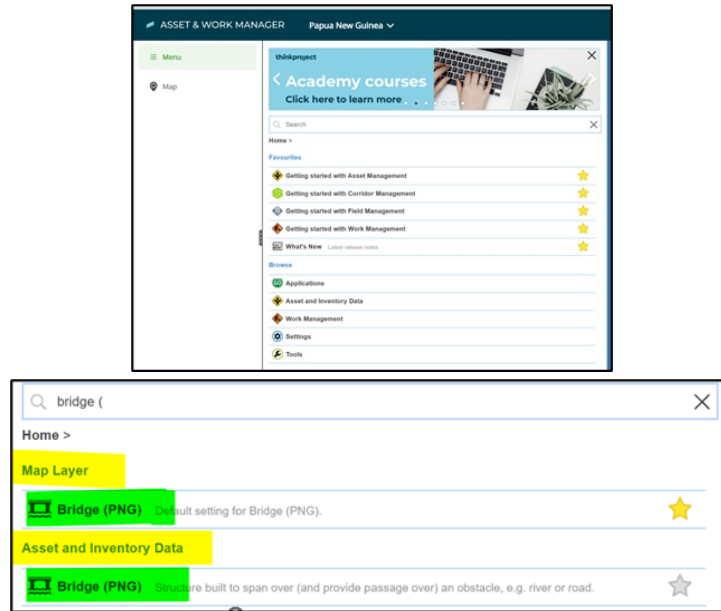 ASSET & WORK MANAGER Papua New Guinea
Menu
Map
thinkproject
Academy courses
Click here to learn more
Search
Home >
Favourites
Getting started with Asset Management
Getting started with Corridor Management
Getting started with Field Management
Getting started with Work Management
What's New Latest release notes
Browse
GO Applications
Asset and Inventory Data
Work Management
Settings
Tools
bridge (
Home >
Map Layer
Bridge (PNG) Default setting for Bridge (PNG).
Asset and Inventory Data
Bridge (PNG) Structure built to span over (and provide passage over) an obstacle, e.g. river or road.